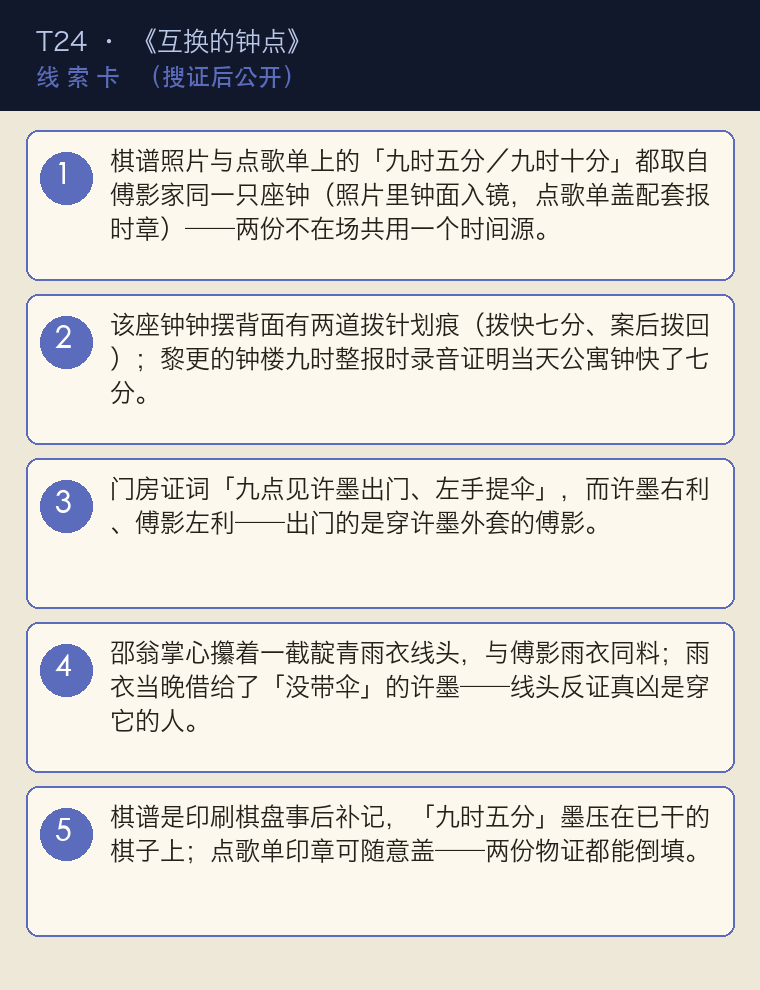 T24 · 《互换的钟点》
线索卡 （搜证后公开）
1
棋谱照片与点歌单上的「九时五分／九时十分」都取自
傅影家同一只座钟（照片里钟面入镜，点歌单盖配套报
时章）——两份不在场共用一个时间源。
2
该座钟钟摆背面有两道拨针划痕（拨快七分、案后拨回
）；黎更的钟楼九时整报时录音证明当天公寓钟快了七
分。
3
门房证词「九点见许墨出门、左手提伞」，而许墨右利
、傅影左利——出门的是穿许墨外套的傅影。
4
邵翁掌心攥着一截靛青雨衣线头，与傅影雨衣同料；雨
衣当晚借给了「没带伞」的许墨——线头反证真凶是穿
它的人。
5
棋谱是印刷棋盘事后补记，「九时五分」墨压在已干的
棋子上；点歌单印章可随意盖——两份物证都能倒填。